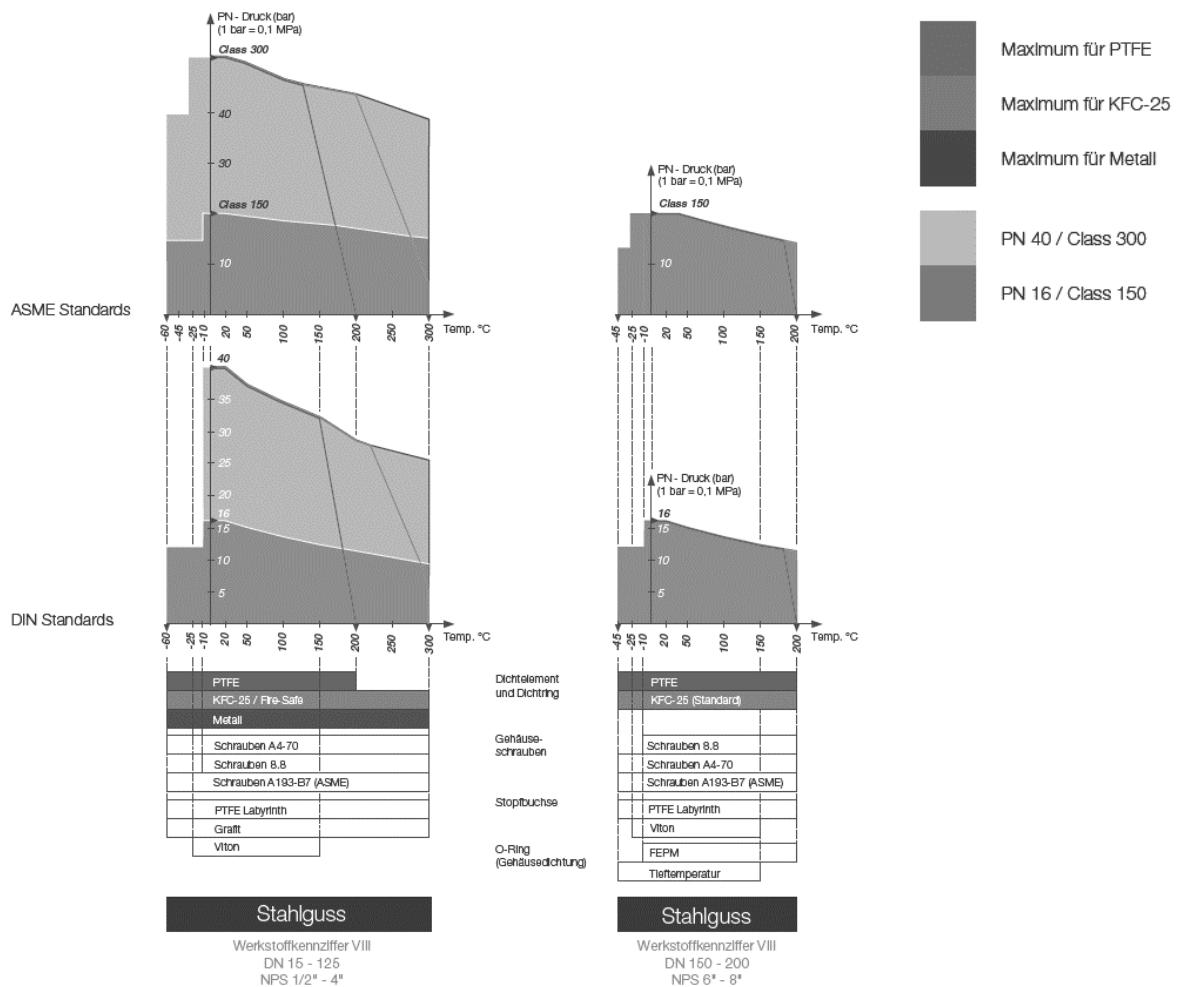 PN - Druck (bar)
(1 bar = 0,1 MPa)
Class 300
40
30
Class 150
10
ASME Standards
-60
-45
-25
-10
20
50
100
150
200
300
Temp. °C
40
35
30
25
20
16
15
10
5
DIN Standards
-60
-45
-25
-10
20
50
100
150
200
300
Temp. °C
PTFE
KFC-25 / Fire-Safe
Metall
Schrauben A4-70
Schrauben 8.8
Schrauben A193-B7 (ASME)
PTFE Labyrinth
Grafit
Viton
Stahlguss
Werkstoffkennziffer VIII
DN 15 - 125
NPS 1/2" - 4"
Dichtelement
und Dichtring
Gehäuse-
schrauben
Stopfbuchse
O-Ring
(Gehäusedichtung)
PN - Druck (bar)
(1 bar = 0,1 MPa)
Class 150
10
-45
-25
-10
20
50
100
150
200
Temp. °C
PN - Druck (bar)
(1 bar = 0,1 MPa)
16
15
10
5
-45
-25
-10
20
50
100
150
200
Temp. °C
PTFE
KFC-25 (Standard)
Schrauben 8.8
Schrauben A4-70
Schrauben A193-B7 (ASME)
PTFE Labyrinth
Viton
FEPM
Tieftemperatur
Stahlguss
Werkstoffkennziffer VIII
DN 150 - 200
NPS 6" - 8"
Maximum für PTFE
Maximum für KFC-25
Maximum für Metall
PN 40 / Class 300
PN 16 / Class 150